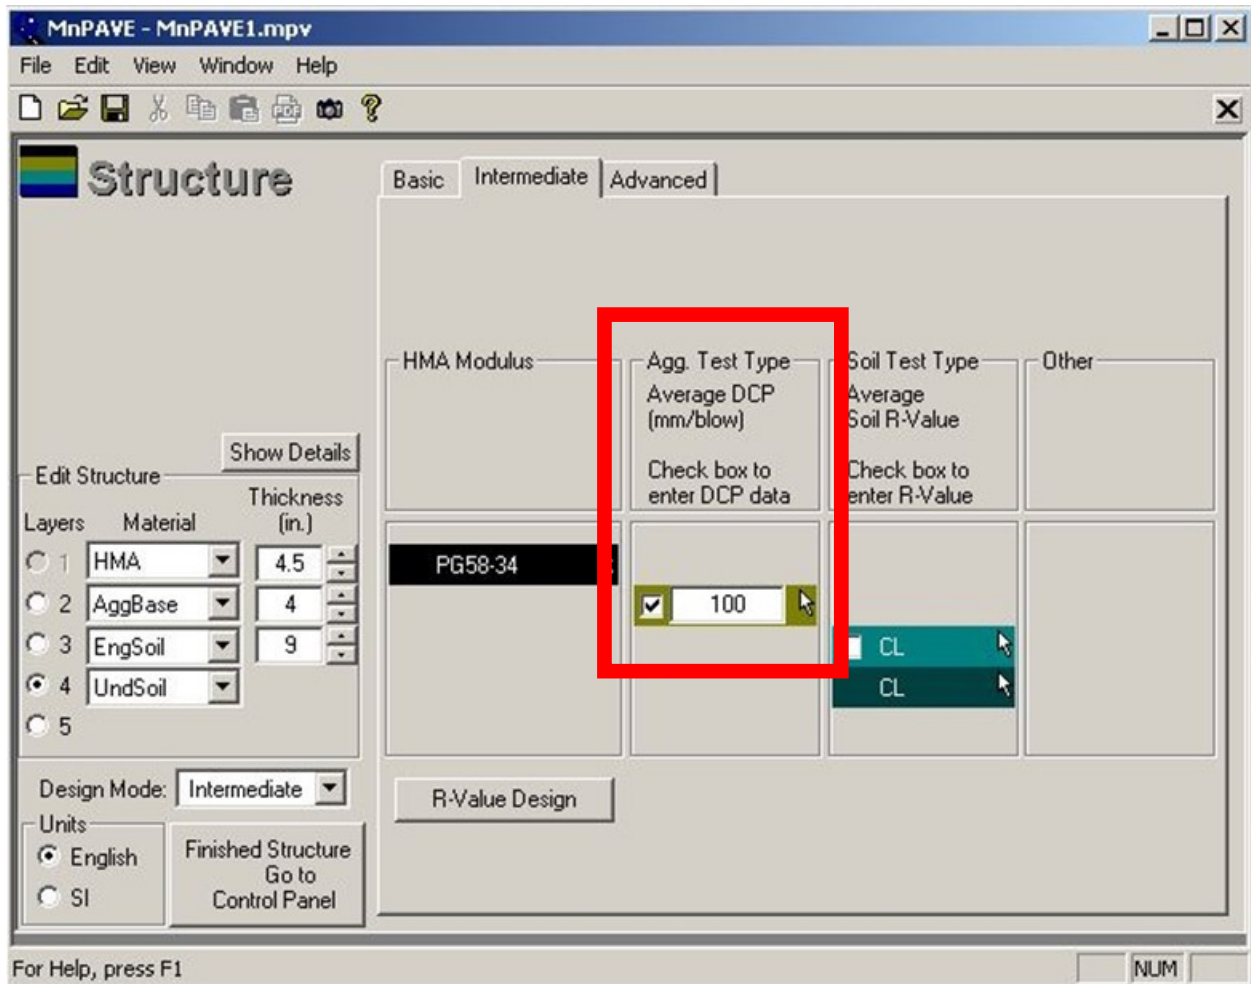 MnPAVE - MnPAVE1.mpv
File Edit View Window Help
Structure
Basic Intermediate Advanced
HMA Modulus
Agg. Test Type
Average DCP
(mm/blow)
Check box to
enter DCP data
Soil Test Type
Average
Soil R-Value
Check box to
enter R-Value
Other
Show Details
Edit Structure
Thickness
(in.)
Layers Material
1 HMA 4.5
2 AggBase 4
3 EngSoil 9
4 UndSoil
5
PG58-34
100
CL
CL
Design Mode: Intermediate
R-Value Design
Units
English
SI
Finished Structure
Go to
Control Panel
For Help, press F1
NUM